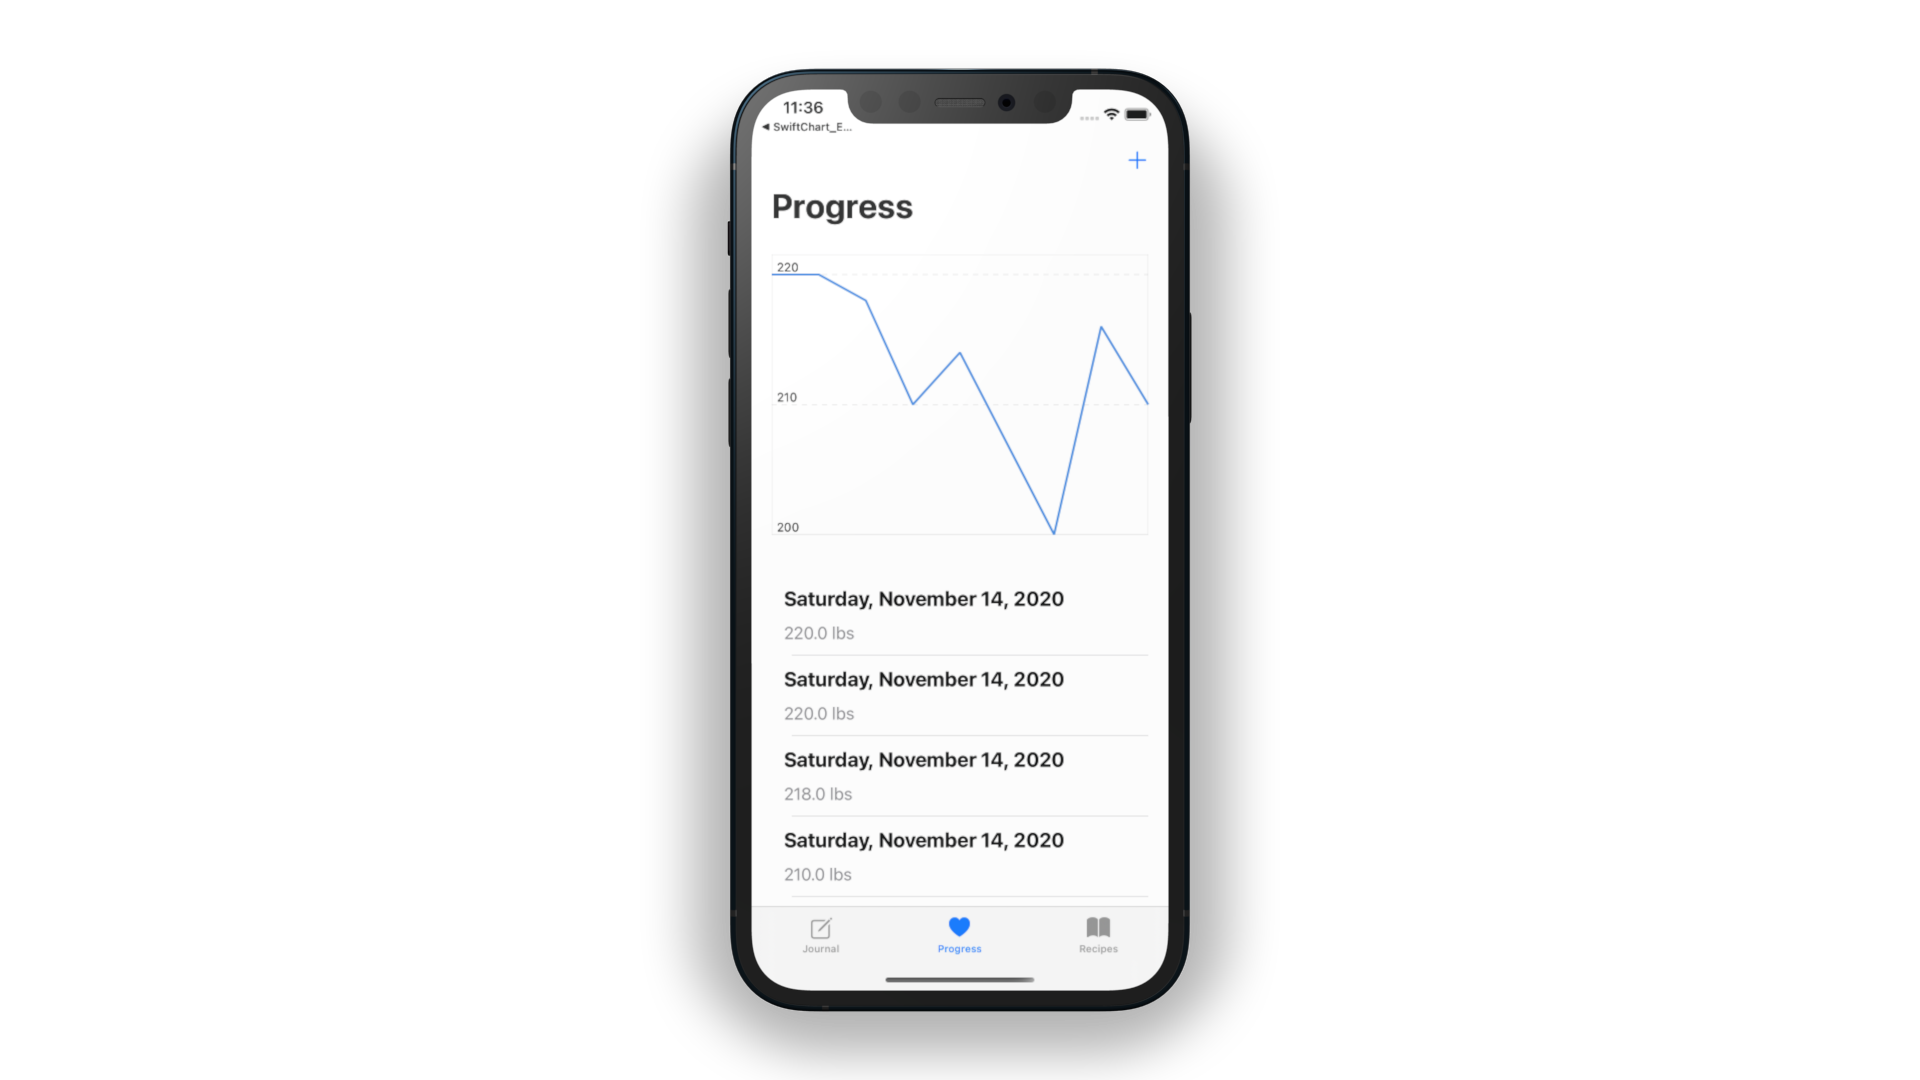 11:36
◀ SwiftChart_E...
Progress
220
210
200
Saturday, November 14, 2020
220.0 lbs
Saturday, November 14, 2020
220.0 lbs
Saturday, November 14, 2020
218.0 lbs
Saturday, November 14, 2020
210.0 lbs
Journal
Progress
Recipes